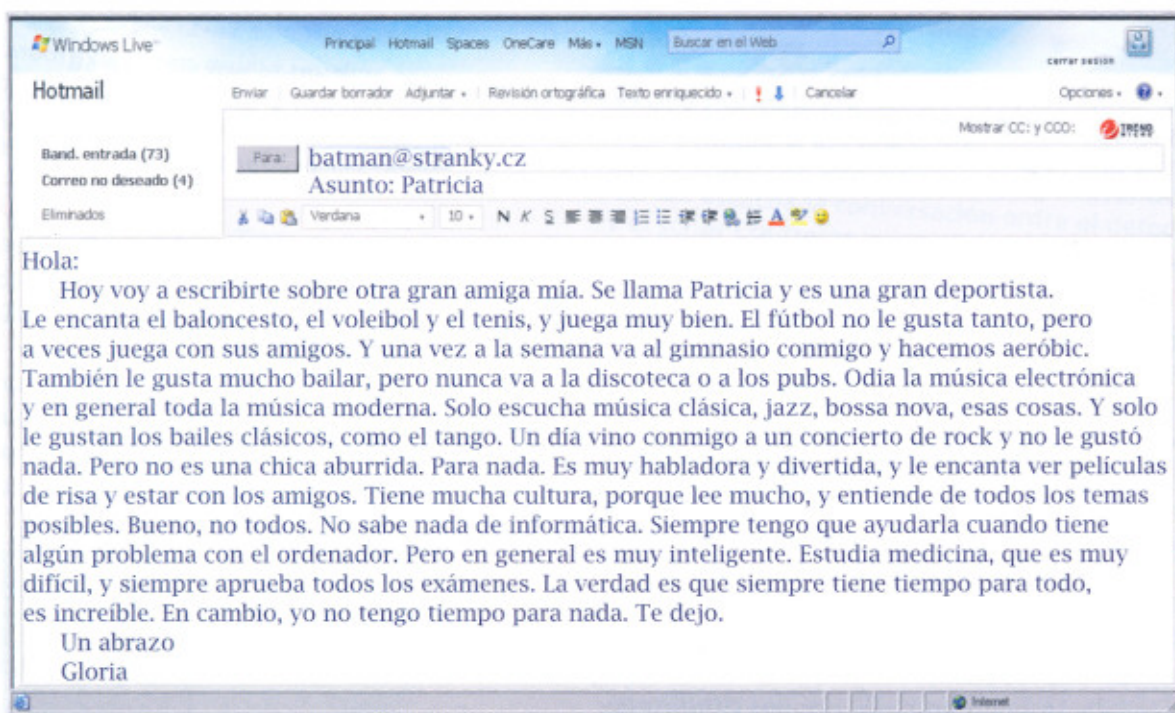 Windows Live™
Principal Hotmail Spaces OneCare Más MSN Buscar en el Web
cerrar sesión
Hotmail
Enviar Guardar borrador Adjuntar Revisión ortográfica Texto enriquecido Cancelar Opciones
Mostrar CC: y CCO:
TREND
Band. entrada (73)
Para: batman@stranky.cz
Correo no deseado (4)
Asunto: Patricia
Eliminados
Verdana 10 N K S
Hola:
Hoy voy a escribirte sobre otra gran amiga mía. Se llama Patricia y es una gran deportista.
Le encanta el baloncesto, el voleibol y el tenis, y juega muy bien. El fútbol no le gusta tanto, pero
a veces juega con sus amigos. Y una vez a la semana va al gimnasio conmigo y hacemos aeróbic.
También le gusta mucho bailar, pero nunca va a la discoteca o a los pubs. Odia la música electrónica
y en general toda la música moderna. Solo escucha música clásica, jazz, bossa nova, esas cosas. Y solo
le gustan los bailes clásicos, como el tango. Un día vino conmigo a un concierto de rock y no le gustó
nada. Pero no es una chica aburrida. Para nada. Es muy habladora y divertida, y le encanta ver películas
de risa y estar con los amigos. Tiene mucha cultura, porque lee mucho, y entiende de todos los temas
posibles. Bueno, no todos. No sabe nada de informática. Siempre tengo que ayudarla cuando tiene
algún problema con el ordenador. Pero en general es muy inteligente. Estudia medicina, que es muy
difícil, y siempre aprueba todos los exámenes. La verdad es que siempre tiene tiempo para todo,
es increíble. En cambio, yo no tengo tiempo para nada. Te dejo.
Un abrazo
Gloria
Internet